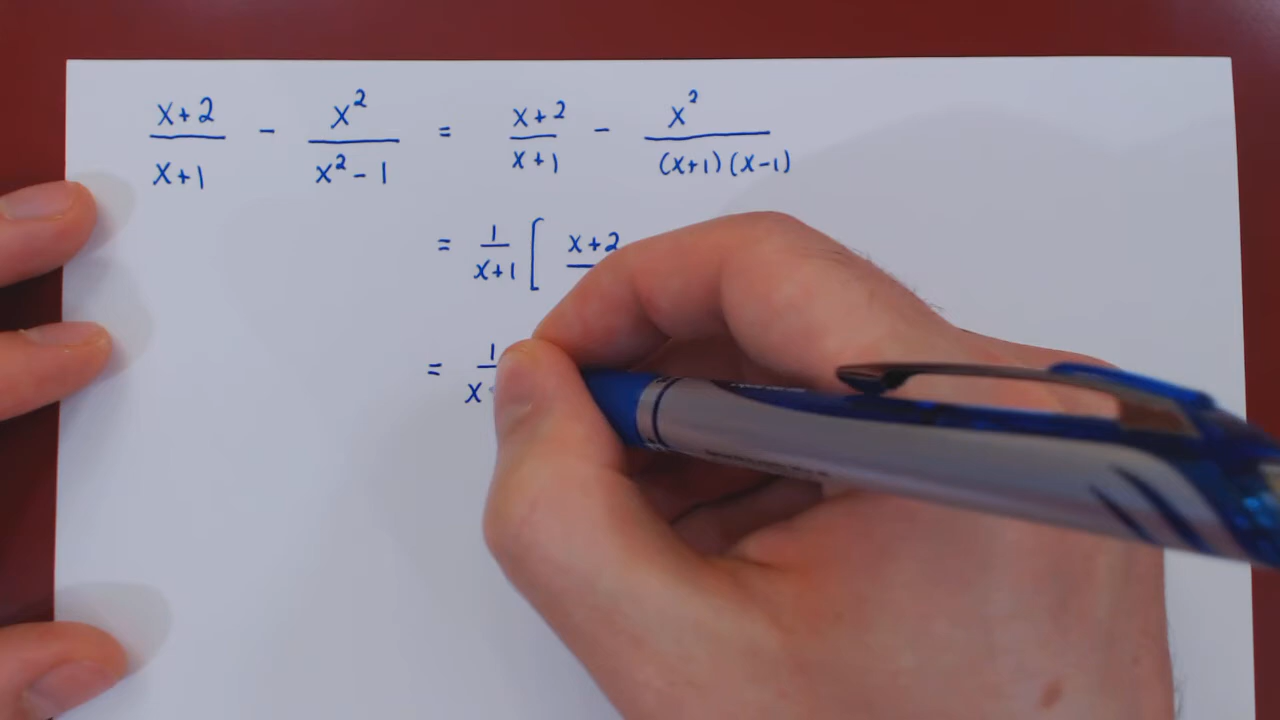 x+2/x+1 - x²/x²-1 = x+2/x+1 - x²/(x+1)(x-1)
= 1/x+1 [ x+2
= 1/x